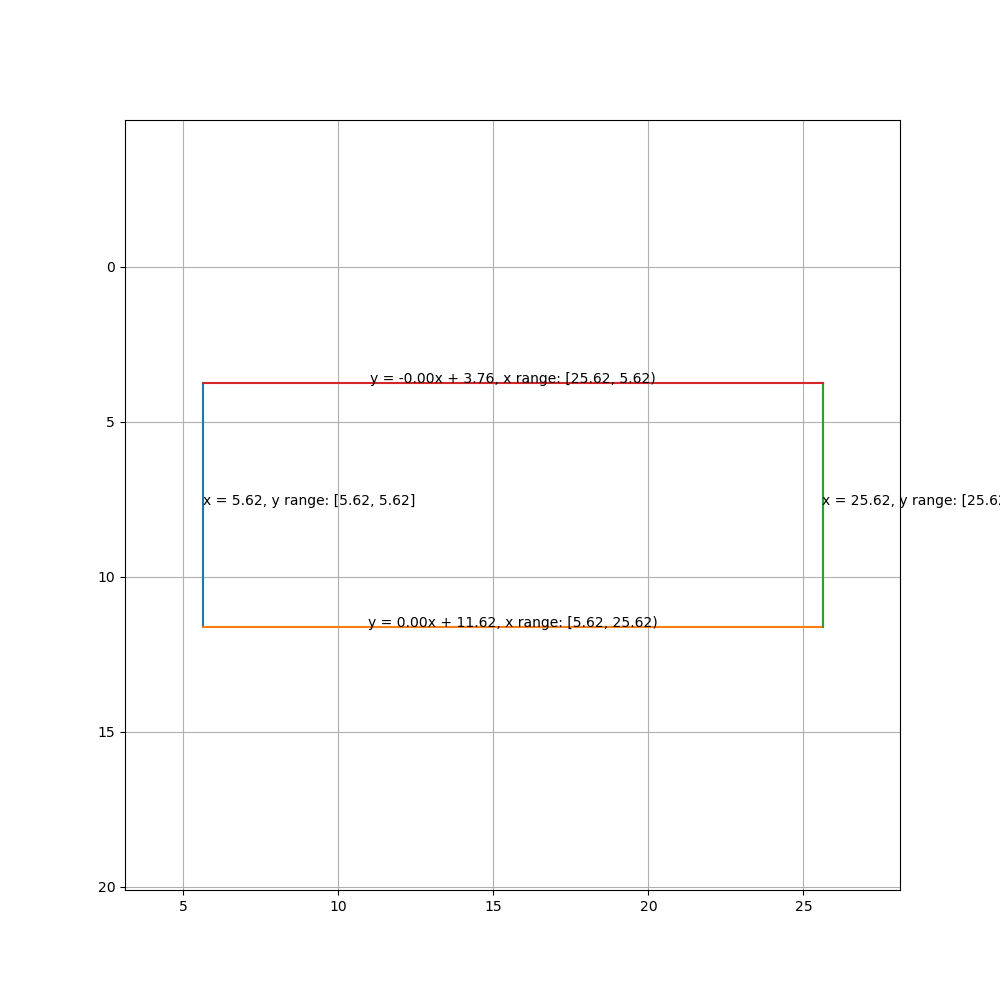 0
y = -0.00x + 3.76, x range: [25.62, 5.62)
5
x = 5.62, y range: [5.62, 5.62]
x = 25.62, y range: [25.62
10
y = 0.00x + 11.62, x range: [5.62, 25.62)
15
20
5 10 15 20 25